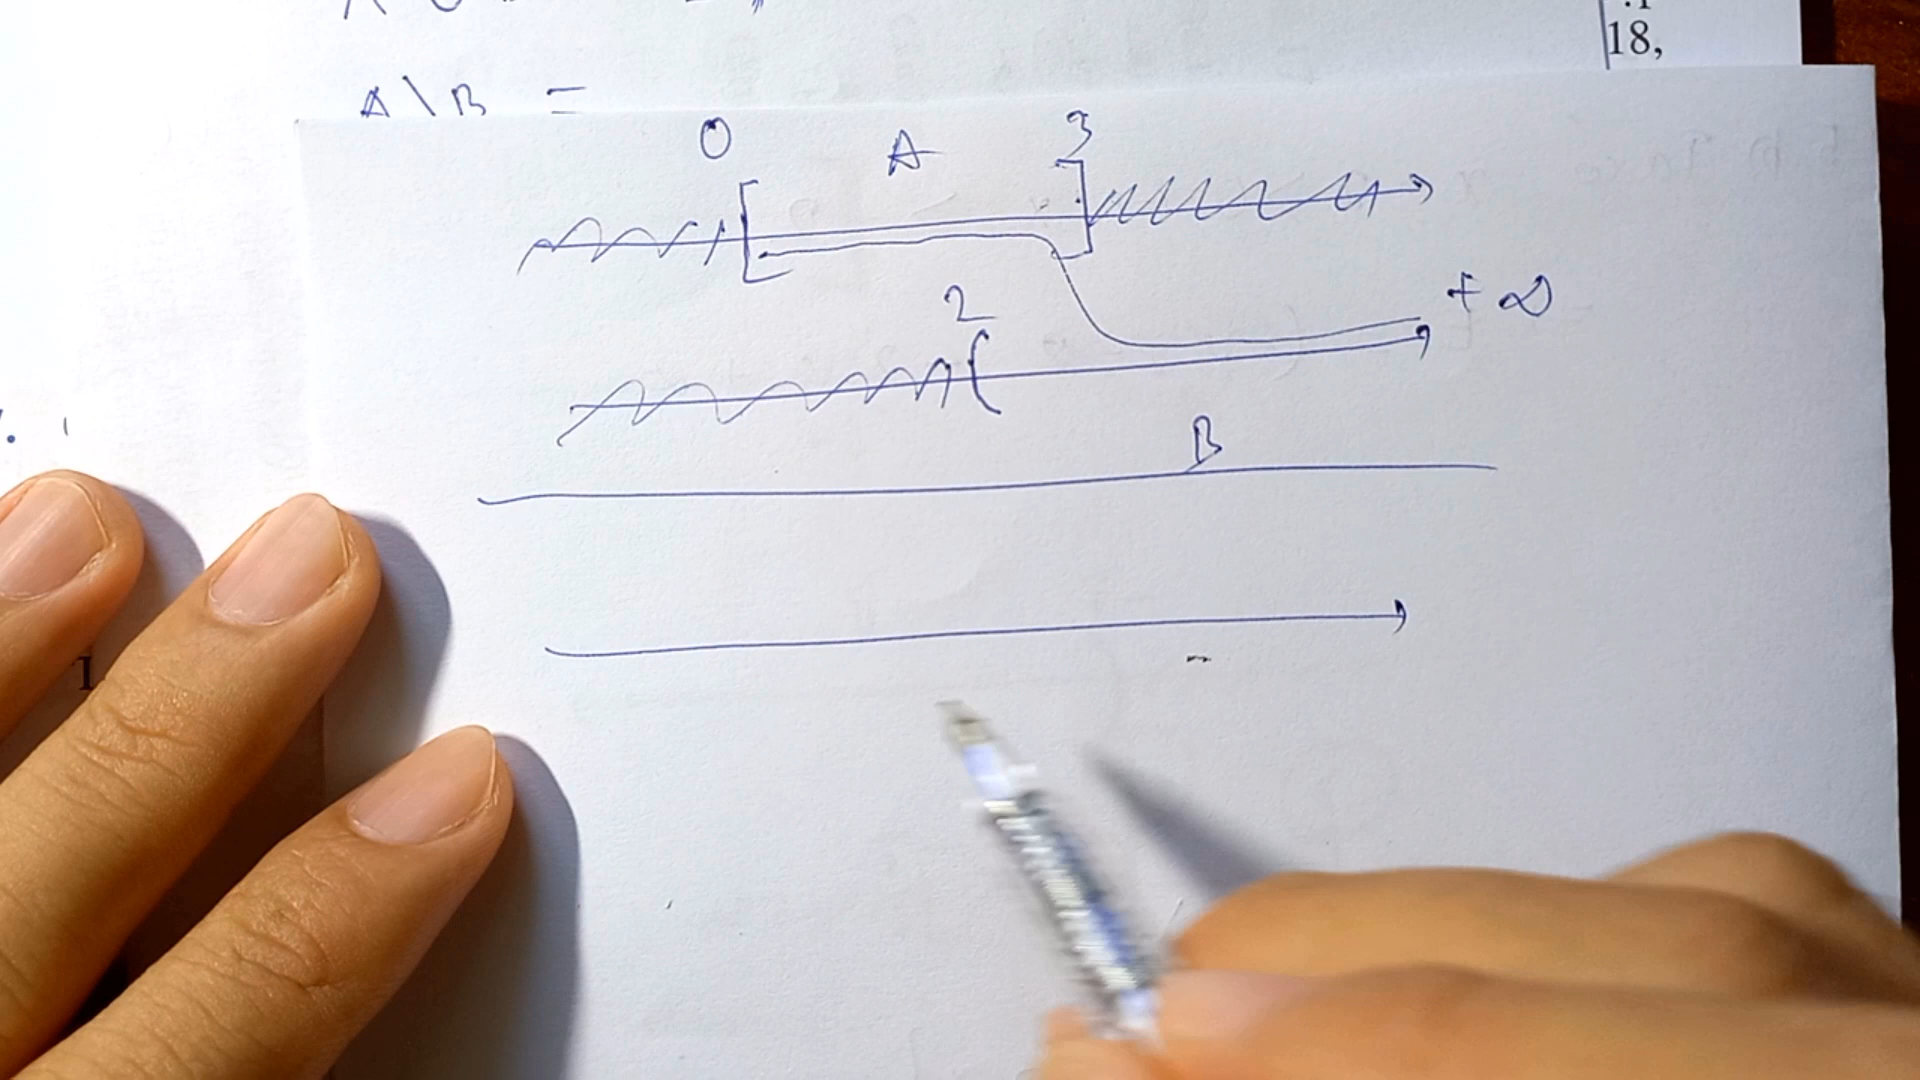 18,
A \ B =
0 [ A ] 3
2 (
+ ∞
B